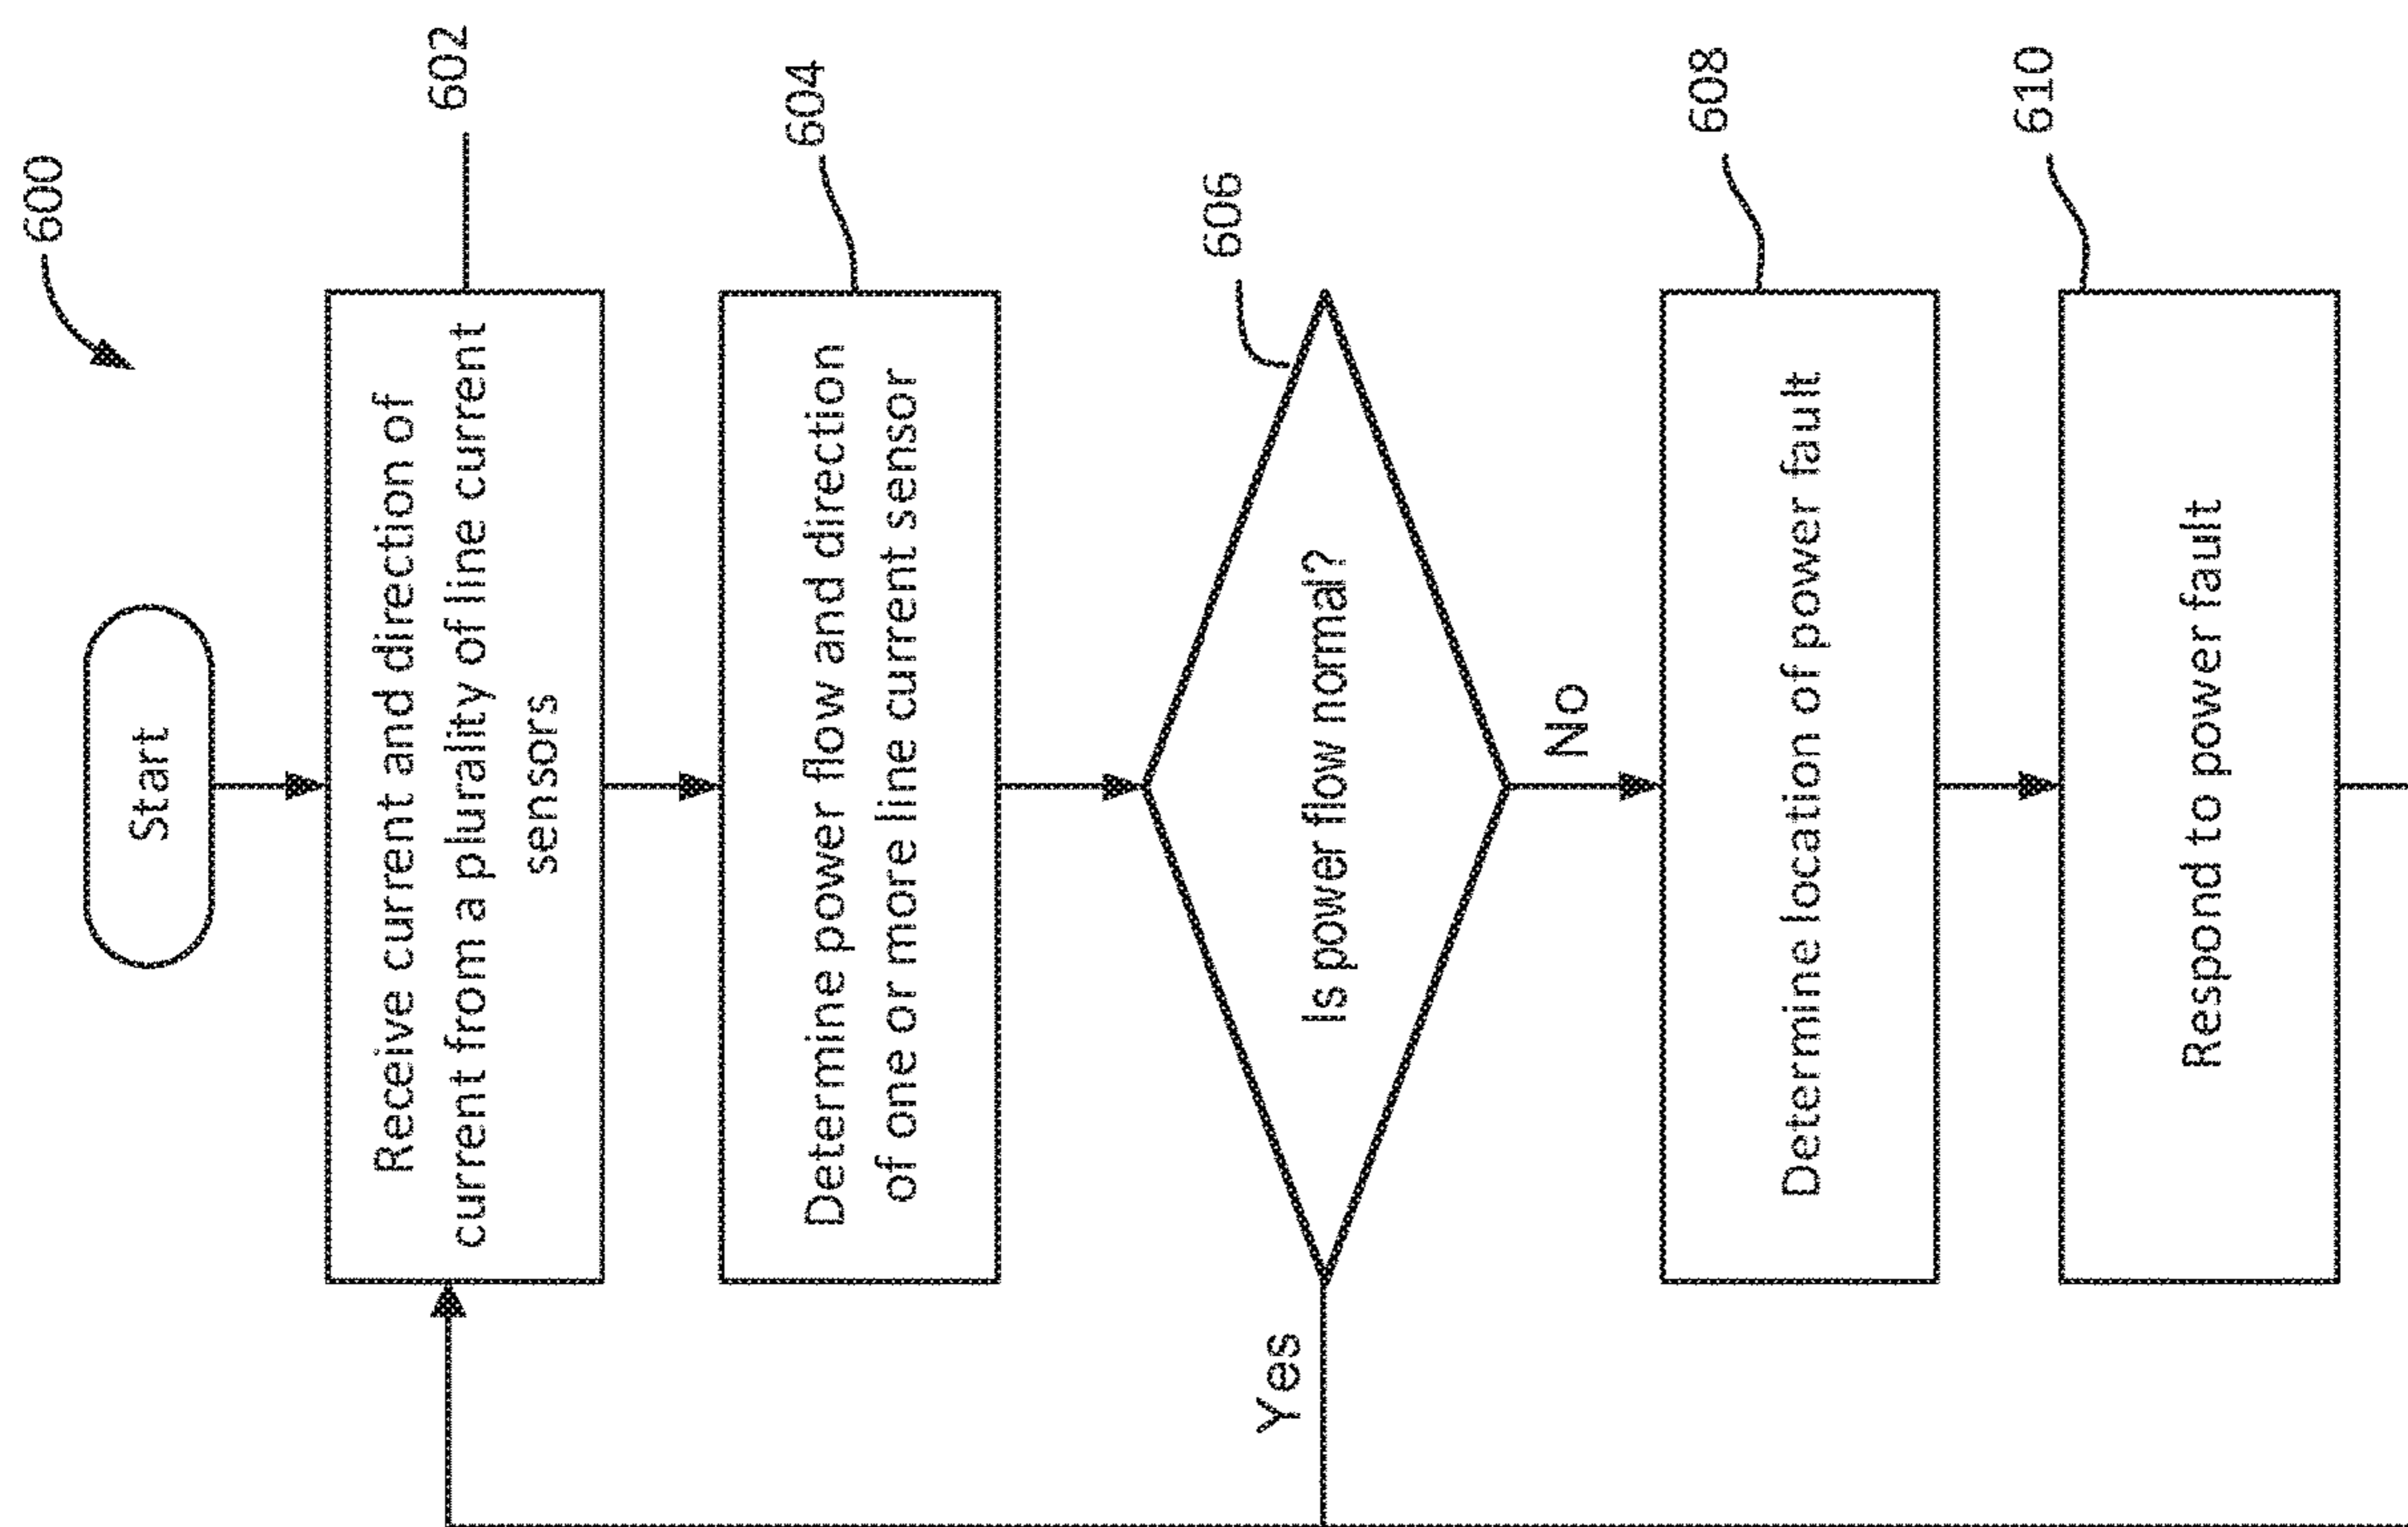 600
Start
Receive current and direction of
current from a plurality of line current
sensors
602
Determine power flow and direction
of one or more line current sensor
604
606
Is power flow normal?
Yes
No
Determine location of power fault
608
Respond to power fault
610